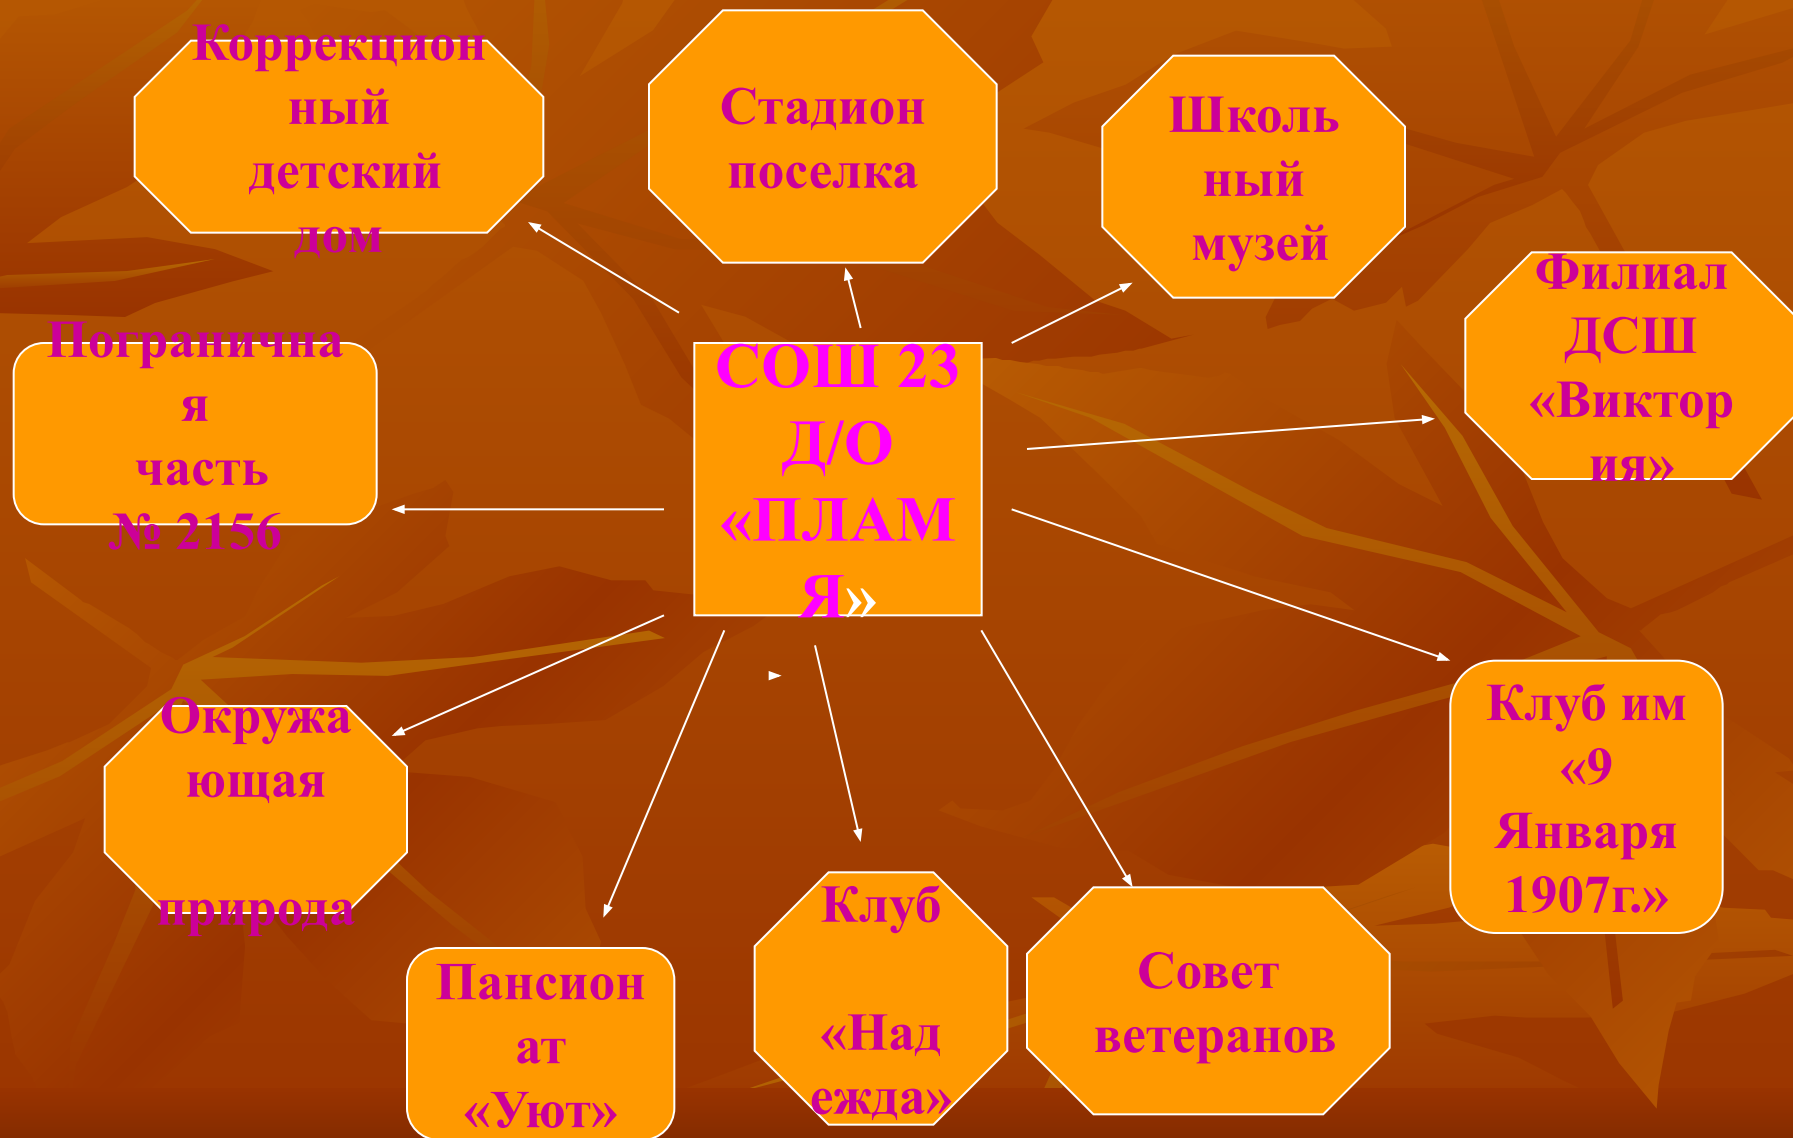 Коррекцион
ный
детский
дом
Стадион
поселка
Школь
ный
музей
Филиал
ДСШ
«Виктор
ия»
Погранична
я
часть
№ 2156
СОШ 23
Д/О
«ПЛАМ
Я»
Окружа
ющая
природа
Клуб им
«9
Января
1907г.»
Пансион
ат
«Уют»
Клуб
«Над
ежда»
Совет
ветеранов